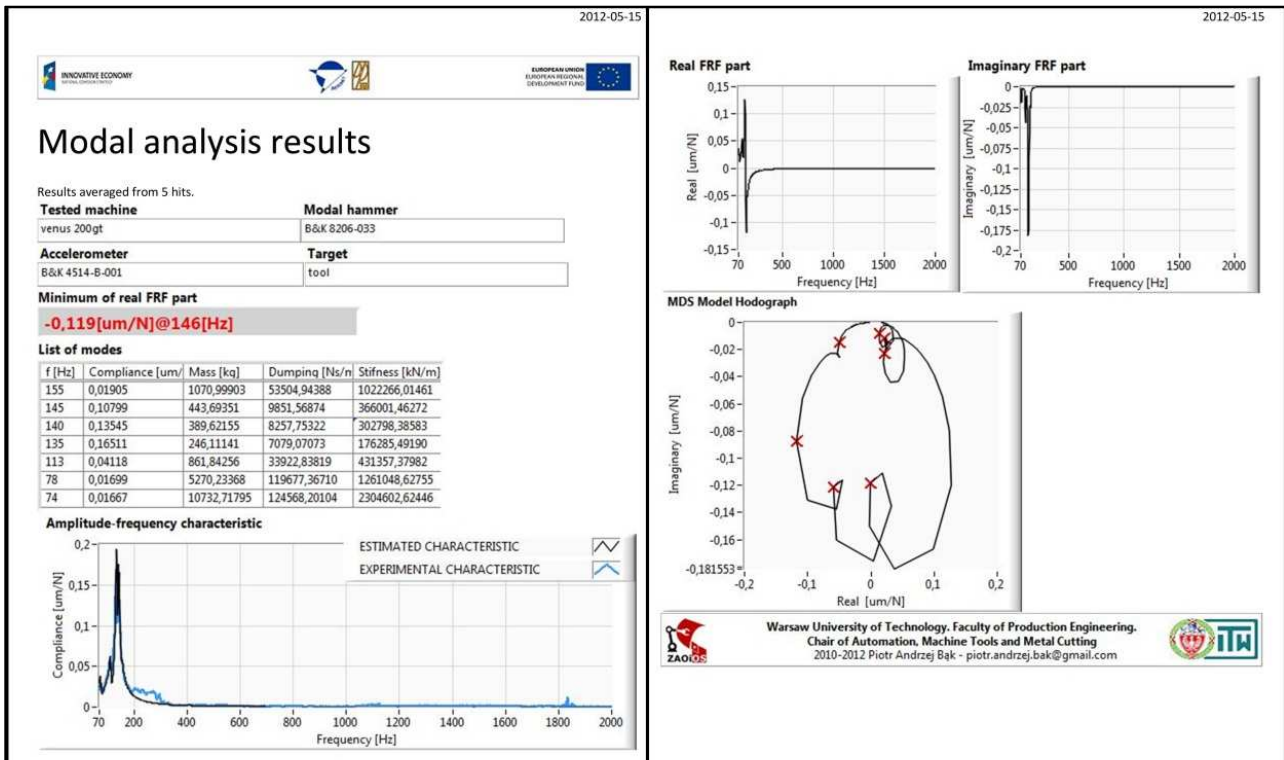 2012-05-15
INNOVATIVE ECONOMY
NATIONAL COHESION STRATEGY
EUROPEAN UNION
EUROPEAN REGIONAL
DEVELOPMENT FUND
Modal analysis results
Results averaged from 5 hits.
Tested machine Modal hammer
venus 200gt B&K 8206-033
Accelerometer Target
B&K 4514-B-001 tool
Minimum of real FRF part
-0,119[um/N]@146[Hz]
List of modes
f [Hz] Compliance [um/ Mass [kg] Dumping [Ns/m Stifness [kN/m]
155 0,01905 1070,99903 53504,94388 1022266,01461
145 0,10799 443,69351 9851,56874 366001,46272
140 0,13545 389,62155 8257,75322 302798,38583
135 0,16511 246,11141 7079,07073 176285,49190
113 0,04118 861,84256 33922,83819 431357,37982
78 0,01699 5270,23368 119677,36710 1261048,62755
74 0,01667 10732,71795 124568,20104 2304602,62446
Amplitude-frequency characteristic
ESTIMATED CHARACTERISTIC
EXPERIMENTAL CHARACTERISTIC
Compliance [um/N]
0,2
0,15
0,1
0,05
0
70 200 400 600 800 1000 1200 1400 1600 1800 2000
Frequency [Hz]
2012-05-15
Real FRF part
Real [um/N]
0,15
0,1
0,05
0
-0,05
-0,1
-0,15
70 500 1000 1500 2000
Frequency [Hz]
Imaginary FRF part
Imaginary [um/N]
0
-0,025
-0,05
-0,075
-0,1
-0,125
-0,15
-0,175
-0,2
70 500 1000 1500 2000
Frequency [Hz]
MDS Model Hodograph
Imaginary [um/N]
0
-0,02
-0,04
-0,06
-0,08
-0,1
-0,12
-0,14
-0,16
-0,181553
-0,2 -0,1 0 0,1 0,2
Real [um/N]
ZAOiOS
Warsaw University of Technology. Faculty of Production Engineering.
Chair of Automation, Machine Tools and Metal Cutting
2010-2012 Piotr Andrzej Bąk - piotr.andrzej.bak@gmail.com
iTW